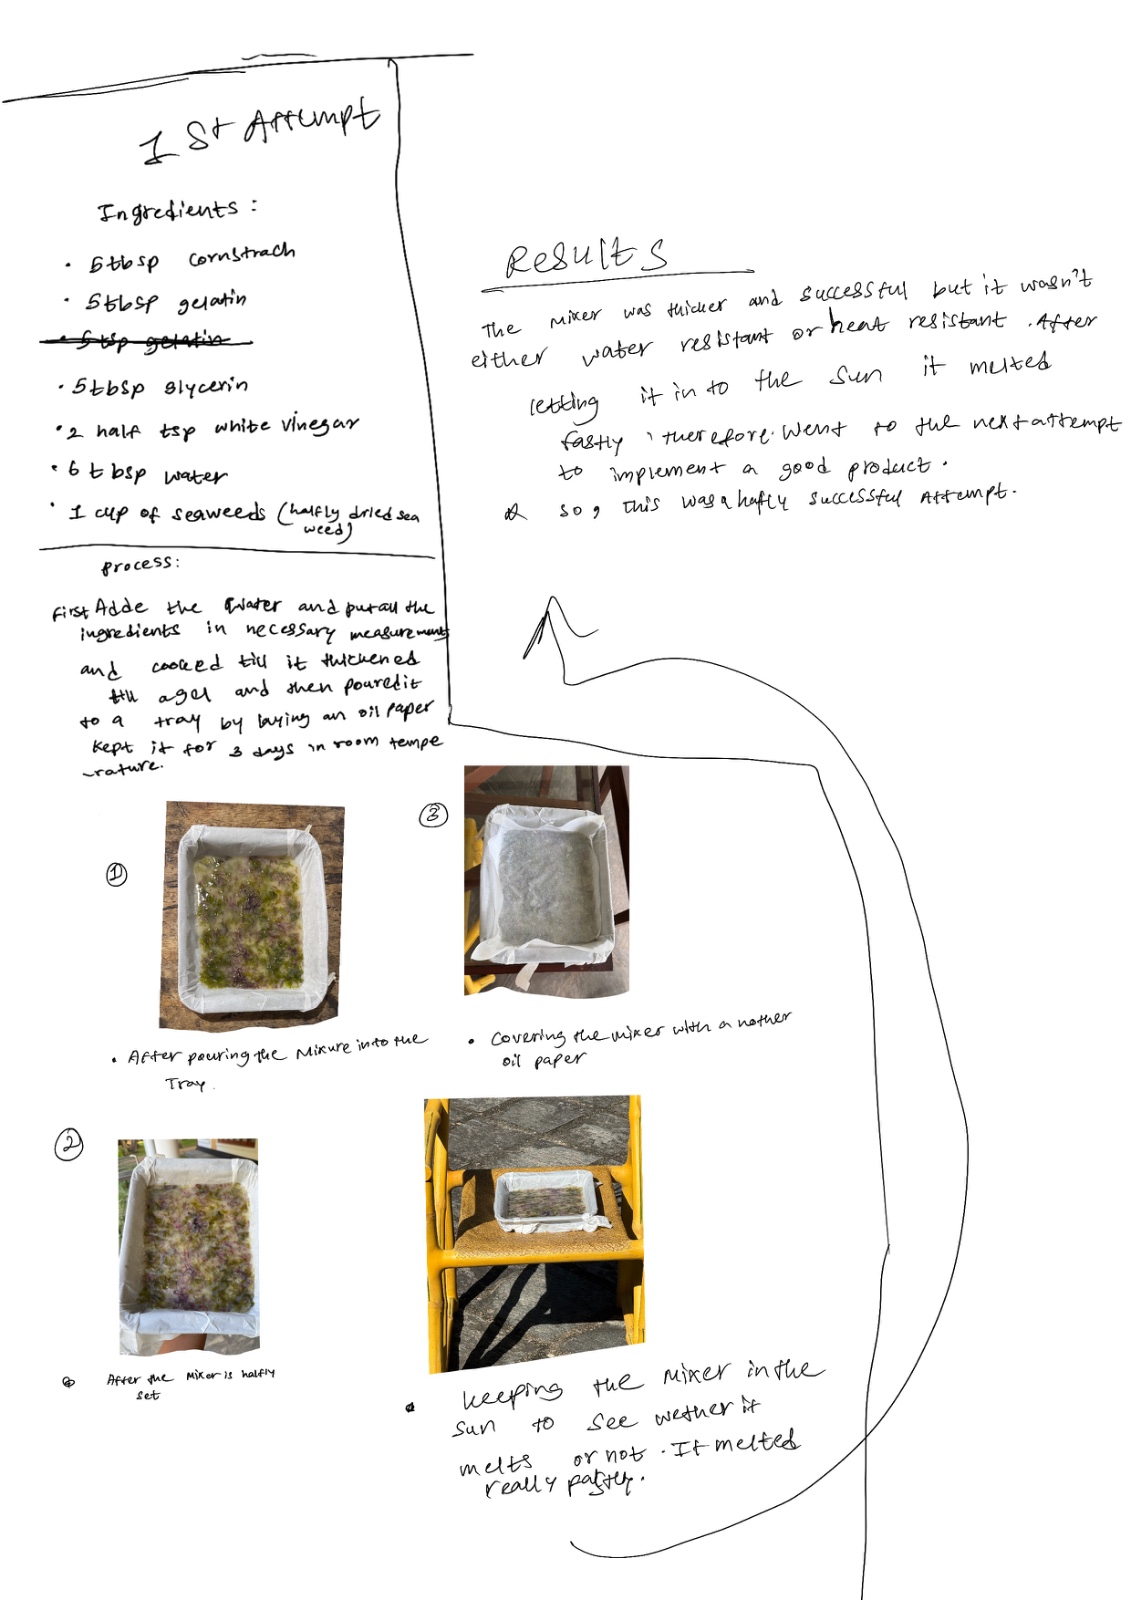 1 St Attempt
Ingredients :
• 5tbsp cornstrach
• 5tbsp gelatin
• 5tsp gelatin
• 5tbsp glycerin
• 2 half tsp white vinegar
• 6 tbsp water
• 1 cup of seaweeds (halfly dried sea
weed)
process:
First Adde the water and put all the
ingredients in necessary measurement
and cooked till it thickened
till a gel and then pouredit
to a tray by laying an oil paper
kept it for 3 days in room tempe
-rature.
Results
The mixer was thicker and successful but it wasn't
either water resistant or heat resistant . After
letting it in to the sun it melted
fastly , therefore. went to the next attempt
to implement a good product .
so , this was a hafly successful Attempt.
①
• After pouring the Mixure into the
Tray.
③
• Covering the mixer with a nother
oil paper
②
After the Mixer is halfly
set
keeping the Mixer in the
sun to see wether it
melts or not . It melted
really fastly.